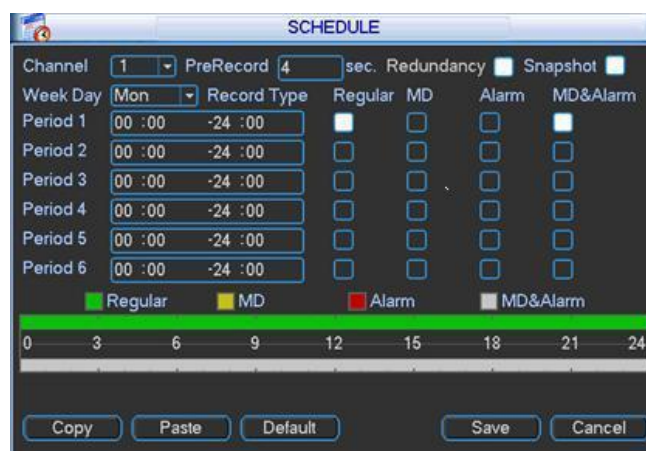 SCHEDULE
Channel 1 PreRecord 4 sec. Redundancy Snapshot
Week Day Mon Record Type Regular MD Alarm MD&Alarm
Period 1 00 :00 -24 :00
Period 2 00 :00 -24 :00
Period 3 00 :00 -24 :00
Period 4 00 :00 -24 :00
Period 5 00 :00 -24 :00
Period 6 00 :00 -24 :00
Regular MD Alarm MD&Alarm
0 3 6 9 12 15 18 21 24
Copy Paste Default Save Cancel